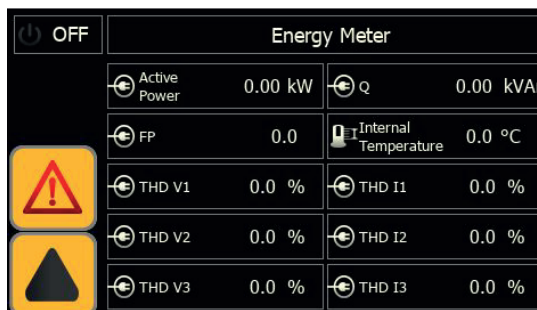 OFF
Energy Meter
Active
Power
0.00 kW
Q
0.00 kVA
FP
0.0
Internal
Temperature
0.0 °C
THD V1
0.0 %
THD I1
0.0 %
THD V2
0.0 %
THD I2
0.0 %
THD V3
0.0 %
THD I3
0.0 %